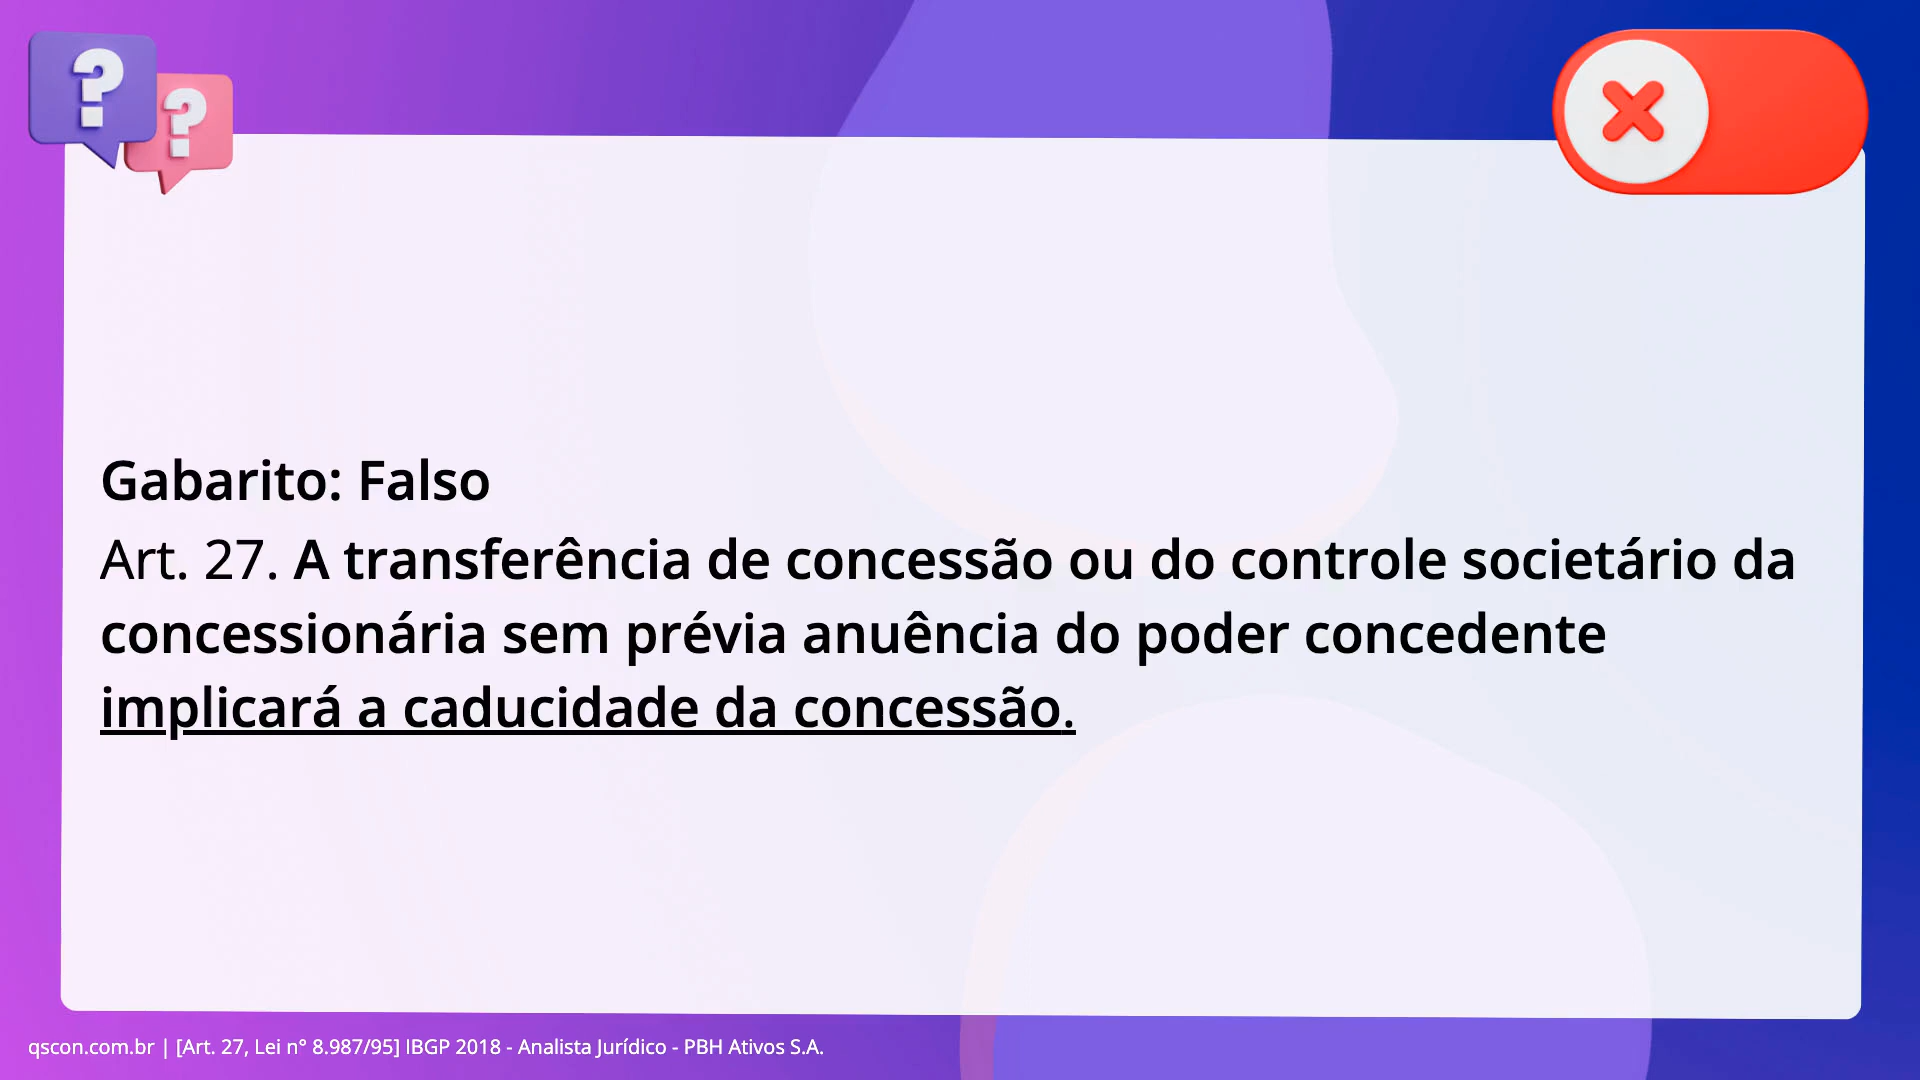 Gabarito: Falso
Art. 27. A transferência de concessão ou do controle societário da
concessionária sem prévia anuência do poder concedente
implicará a caducidade da concessão.
qscon.com.br | [Art. 27, Lei n° 8.987/95] IBGP 2018 - Analista Jurídico - PBH Ativos S.A.